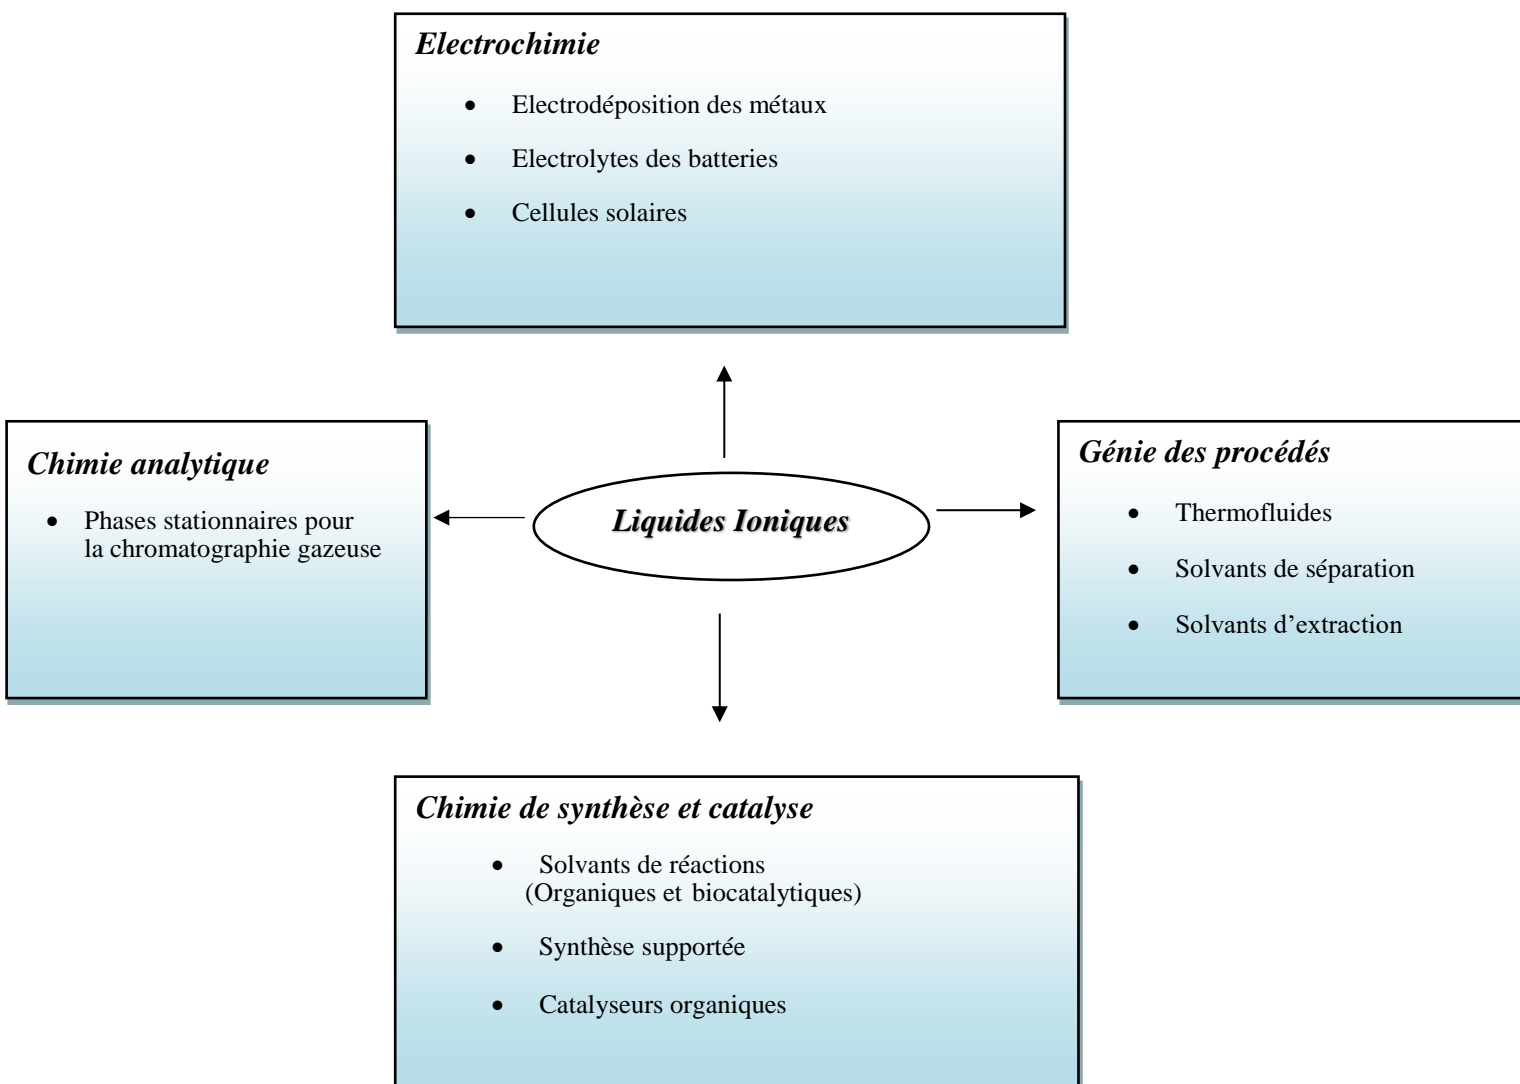 Electrochimie
• Electrodéposition des métaux
• Electrolytes des batteries
• Cellules solaires
Chimie analytique
• Phases stationnaires pour
la chromatographie gazeuse
Liquides Ioniques
Génie des procédés
• Thermofluides
• Solvants de séparation
• Solvants d’extraction
Chimie de synthèse et catalyse
• Solvants de réactions
(Organiques et biocatalytiques)
• Synthèse supportée
• Catalyseurs organiques